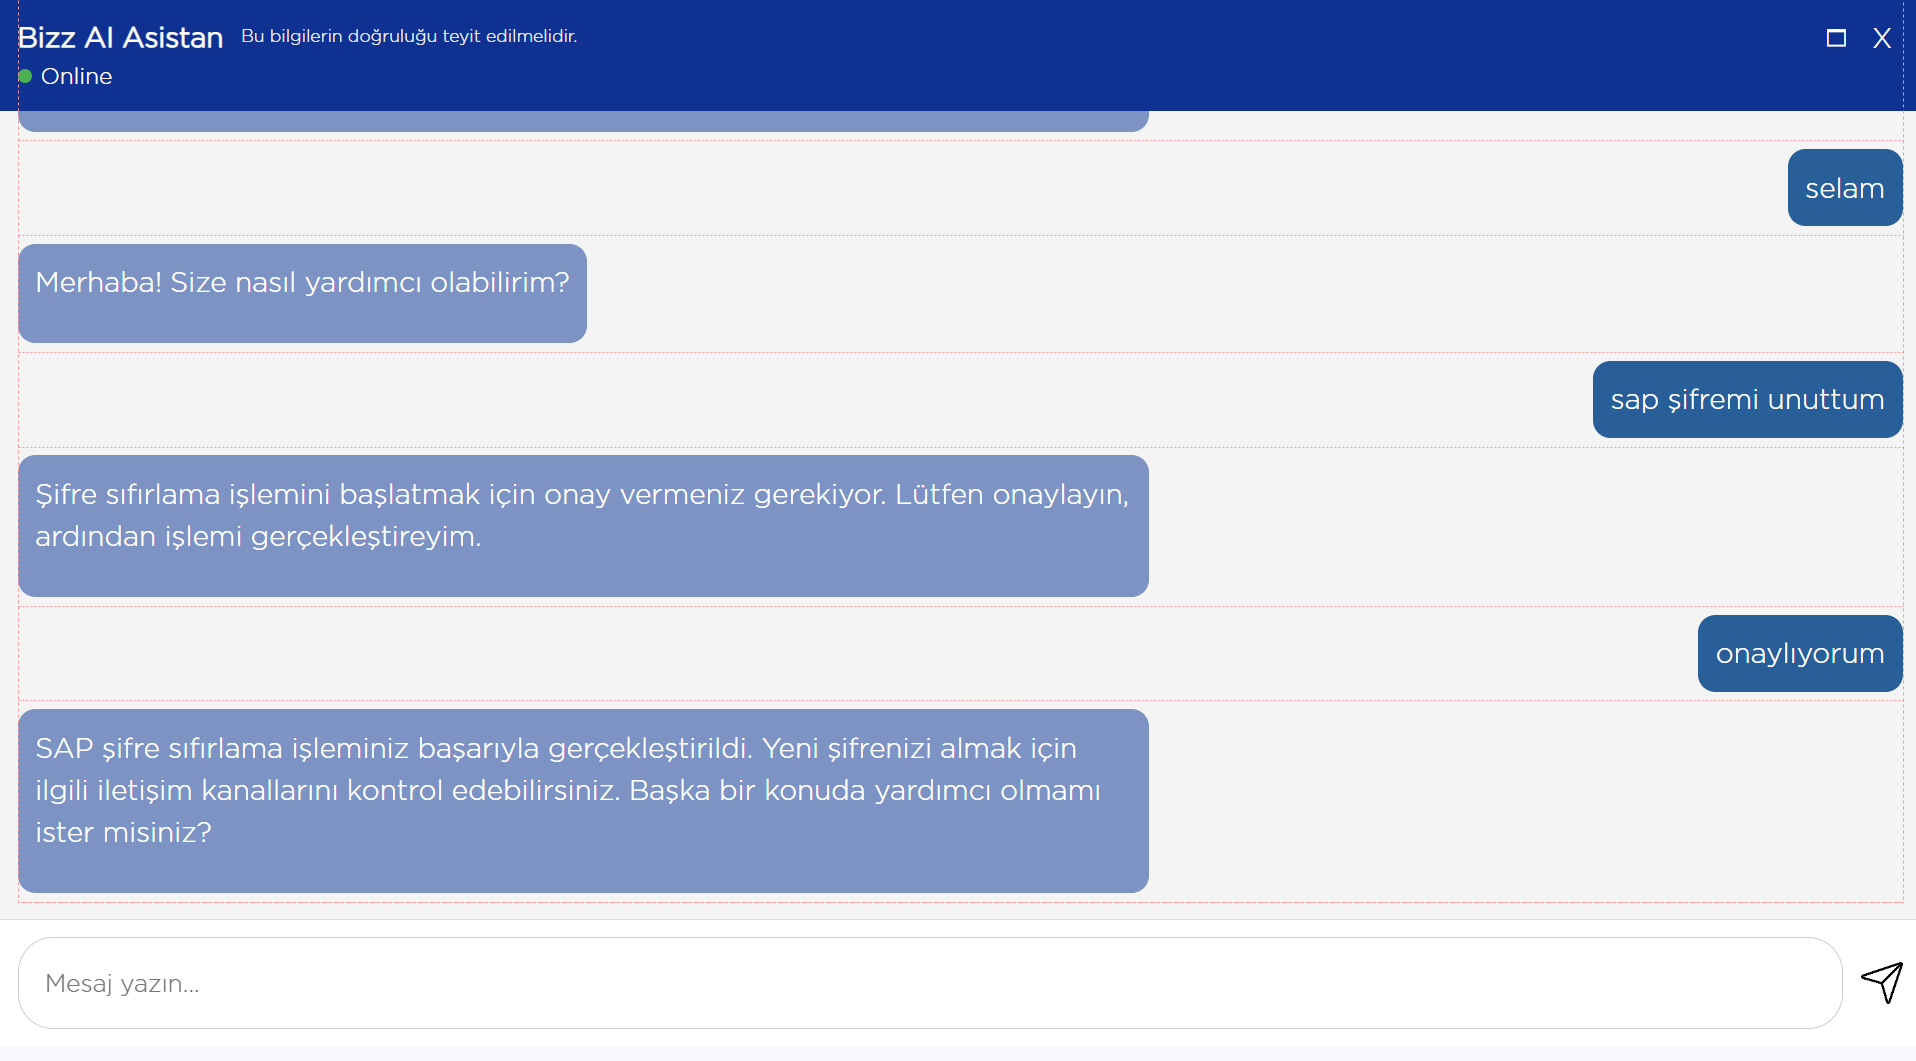 Bizz AI Asistan
Bu bilgilerin doğruluğu teyit edilmelidir.
X
Online
selam
Merhaba! Size nasıl yardımcı olabilirim?
sap şifremi unuttum
Şifre sıfırlama işlemini başlatmak için onay vermeniz gerekiyor. Lütfen onaylayın,
ardından işlemi gerçekleştireyim.
onaylıyorum
SAP şifre sıfırlama işleminiz başarıyla gerçekleştirildi. Yeni şifrenizi almak için
ilgili iletişim kanallarını kontrol edebilirsiniz. Başka bir konuda yardımcı olmamı
ister misiniz?
Mesaj yazın...